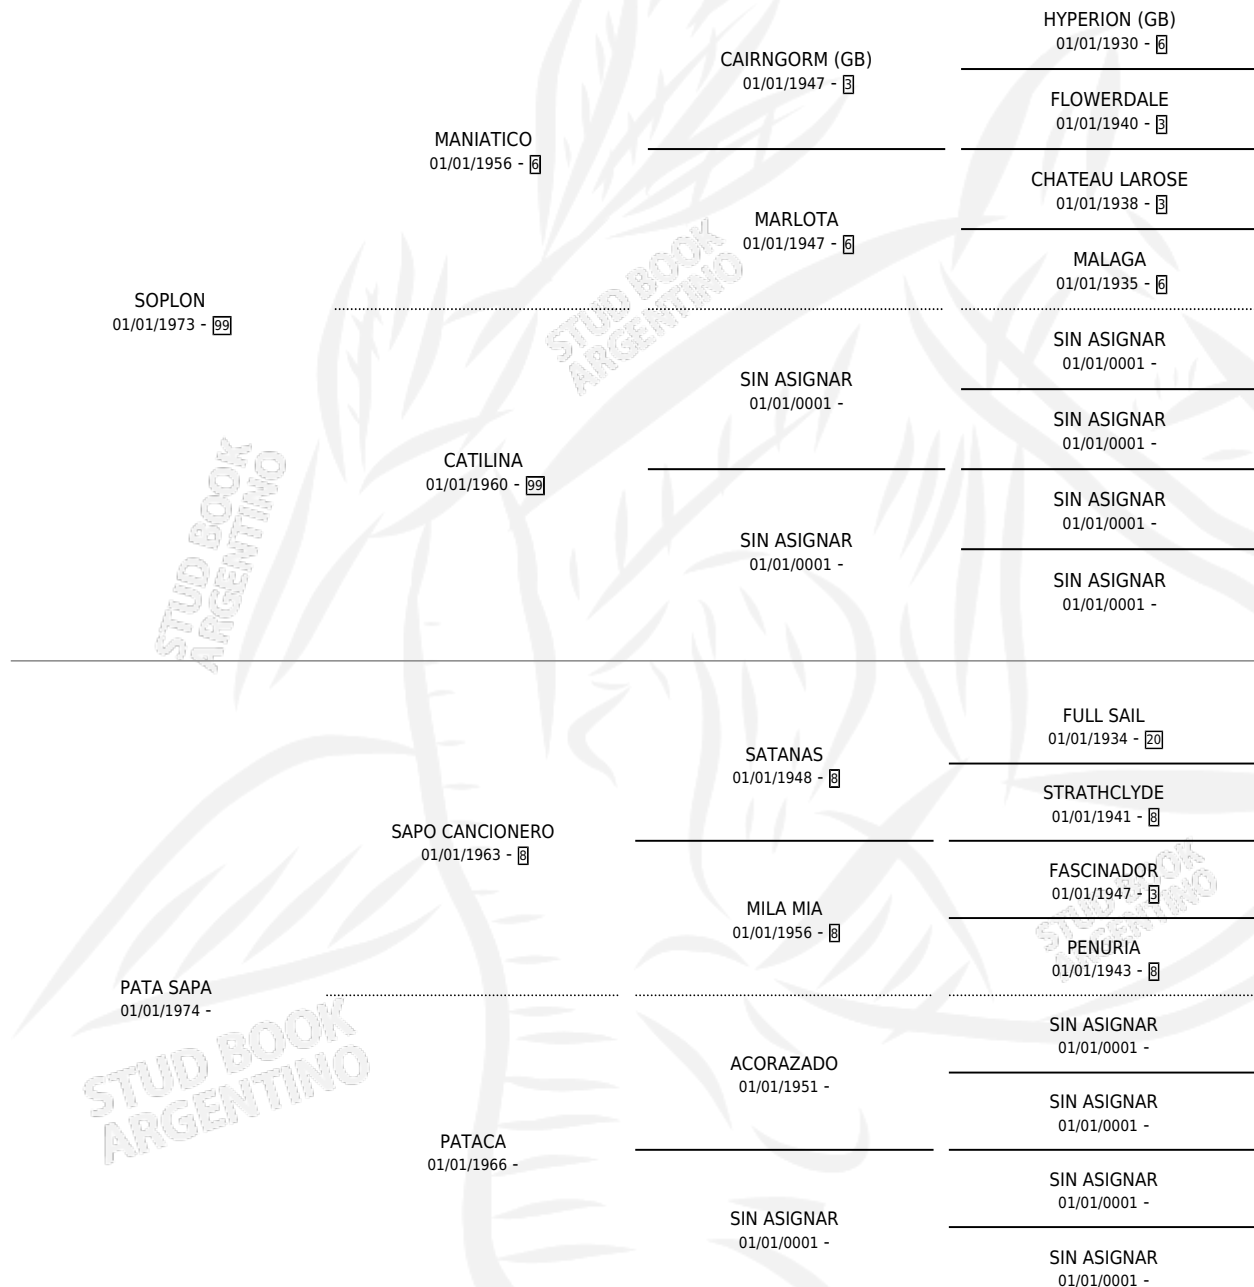 HYPERION (GB)
01/01/1930 - 6
CAIRNGORM (GB)
01/01/1947 - 3
FLOWERDALE
01/01/1940 - 3
MANIATICO
01/01/1956 - 6
CHATEAU LAROSE
01/01/1938 - 3
MARLOTA
01/01/1947 - 6
MALAGA
01/01/1935 - 6
SOPLON
01/01/1973 - 99
SIN ASIGNAR
01/01/0001 -
SIN ASIGNAR
01/01/0001 -
SIN ASIGNAR
01/01/0001 -
CATILINA
01/01/1960 - 99
SIN ASIGNAR
01/01/0001 -
SIN ASIGNAR
01/01/0001 -
SIN ASIGNAR
01/01/0001 -
FULL SAIL
01/01/1934 - 20
SATANAS
01/01/1948 - 8
STRATHCLYDE
01/01/1941 - 8
SAPO CANCIONERO
01/01/1963 - 8
FASCINADOR
01/01/1947 - 3
MILA MIA
01/01/1956 - 8
PENURIA
01/01/1943 - 8
PATA SAPA
01/01/1974 -
SIN ASIGNAR
01/01/0001 -
ACORAZADO
01/01/1951 -
SIN ASIGNAR
01/01/0001 -
PATACA
01/01/1966 -
SIN ASIGNAR
01/01/0001 -
SIN ASIGNAR
01/01/0001 -
SIN ASIGNAR
01/01/0001 -
STUD BOOK
ARGENTINO
STUD BOOK
ARGENTINO
STUD BOOK
ARGENTINO
STUD BOOK
ARGENTINO